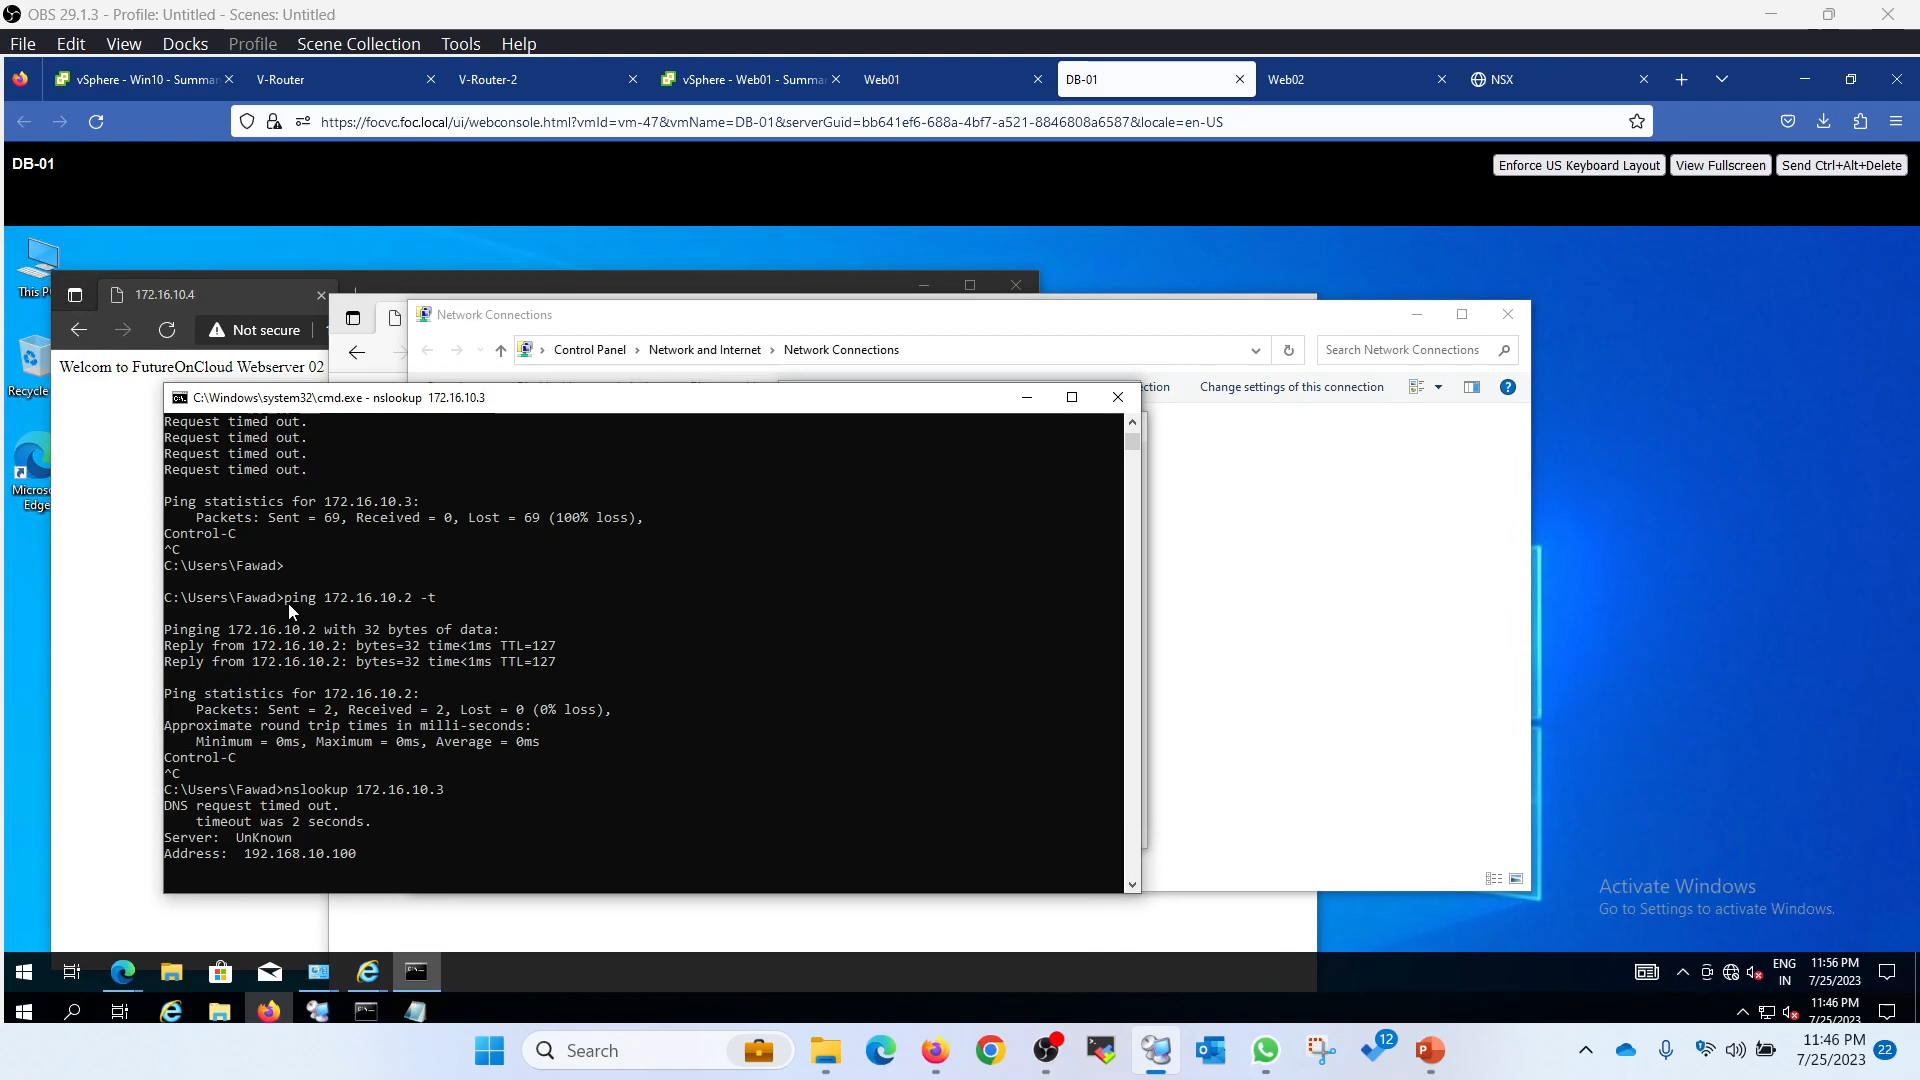 OBS 29.1.3 - Profile: Untitled - Scenes: Untitled
File Edit View Docks Profile Scene Collection Tools Help
vSphere - Win10 - Summar V-Router V-Router-2 vSphere - Web01 - Summa Web01 DB-01 Web02 NSX
https://focvc.foc.local/ui/webconsole.html?vmId=vm-47&vmName=DB-01&serverGuid=bb641ef6-688a-4bf7-a521-8846808a6587&locale=en-US
DB-01
Enforce US Keyboard Layout View Fullscreen Send Ctrl+Alt+Delete
This P
172.16.10.4
Network Connections
Not secure
Control Panel Network and Internet Network Connections
Search Network Connections
Welcom to FutureOnCloud Webserver 02
Recycle
ction Change settings of this connection
C:\Windows\system32\cmd.exe - nslookup 172.16.10.3
Request timed out.
Request timed out.
Request timed out.
Request timed out.
Ping statistics for 172.16.10.3:
Packets: Sent = 69, Received = 0, Lost = 69 (100% loss),
Control-C
^C
C:\Users\Fawad>
C:\Users\Fawad>ping 172.16.10.2 -t
Pinging 172.16.10.2 with 32 bytes of data:
Reply from 172.16.10.2: bytes=32 time<1ms TTL=127
Reply from 172.16.10.2: bytes=32 time<1ms TTL=127
Ping statistics for 172.16.10.2:
Packets: Sent = 2, Received = 2, Lost = 0 (0% loss),
Approximate round trip times in milli-seconds:
Minimum = 0ms, Maximum = 0ms, Average = 0ms
Control-C
^C
C:\Users\Fawad>nslookup 172.16.10.3
DNS request timed out.
timeout was 2 seconds.
Server: UnKnown
Address: 192.168.10.100
Micros
Edge
Activate Windows
Go to Settings to activate Windows.
ENG
IN
11:56 PM
7/25/2023
11:46 PM
7/25/2023
Search
12
11:46 PM
7/25/2023
22